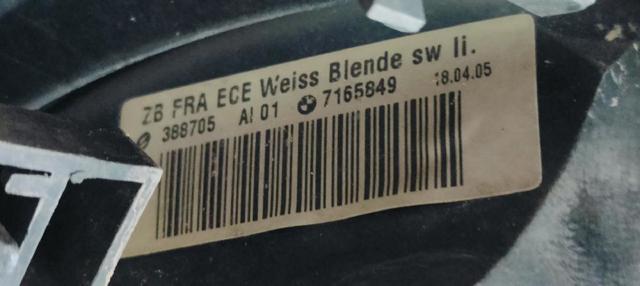 ZB FRA ECE Weiss Blende sw li.
388705 AI 01 7165849 18.04.05